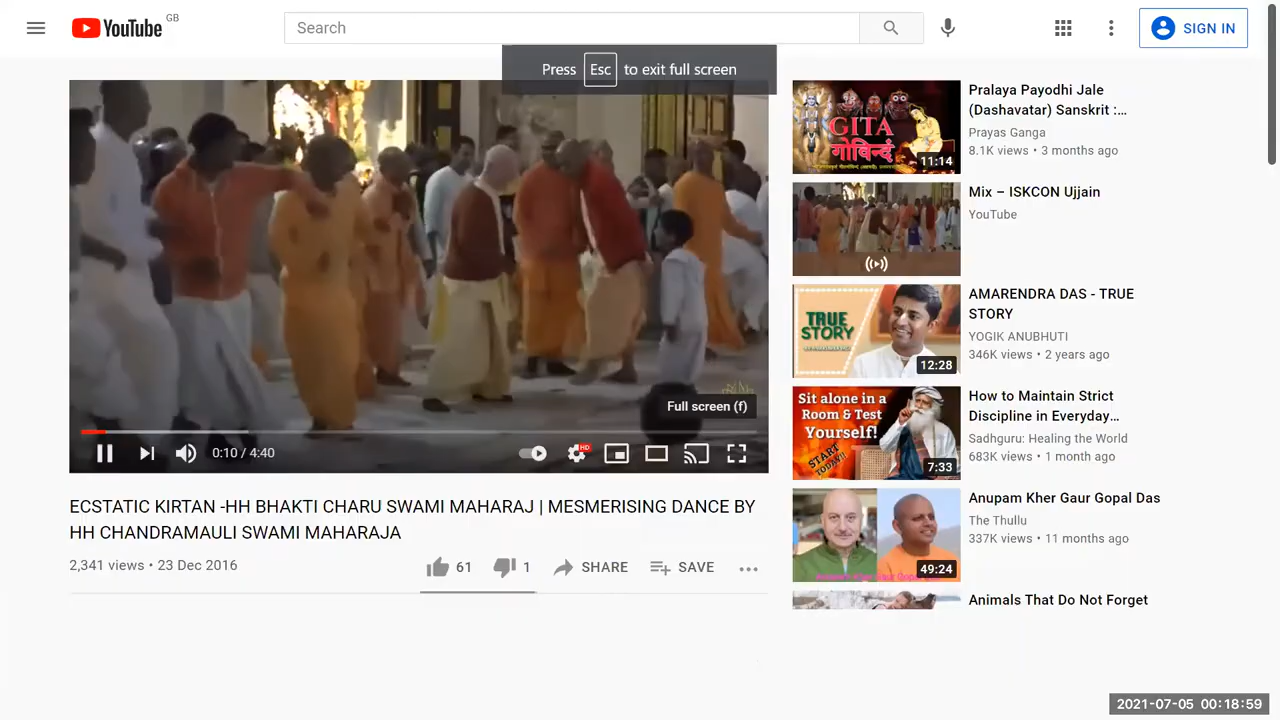 YouTube GB
Search
SIGN IN
Press Esc to exit full screen
Full screen (f)
0:10 / 4:40
HD
ECSTATIC KIRTAN -HH BHAKTI CHARU SWAMI MAHARAJ | MESMERISING DANCE BY
HH CHANDRAMAULI SWAMI MAHARAJA
2,341 views • 23 Dec 2016
61
1
SHARE
SAVE
GITA
गोविन्दं
11:14
Pralaya Payodhi Jale
(Dashavatar) Sanskrit :...
Prayas Ganga
8.1K views • 3 months ago
Mix – ISKCON Ujjain
YouTube
TRUE
STORY
12:28
AMARENDRA DAS - TRUE
STORY
YOGIK ANUBHUTI
346K views • 2 years ago
Sit alone in a
Room & Test
Yourself!
START
TODAY!!
7:33
How to Maintain Strict
Discipline in Everyday...
Sadhguru: Healing the World
683K views • 1 month ago
49:24
Anupam Kher Gaur Gopal Das
The Thullu
337K views • 11 months ago
Animals That Do Not Forget
2021-07-05 00:18:59